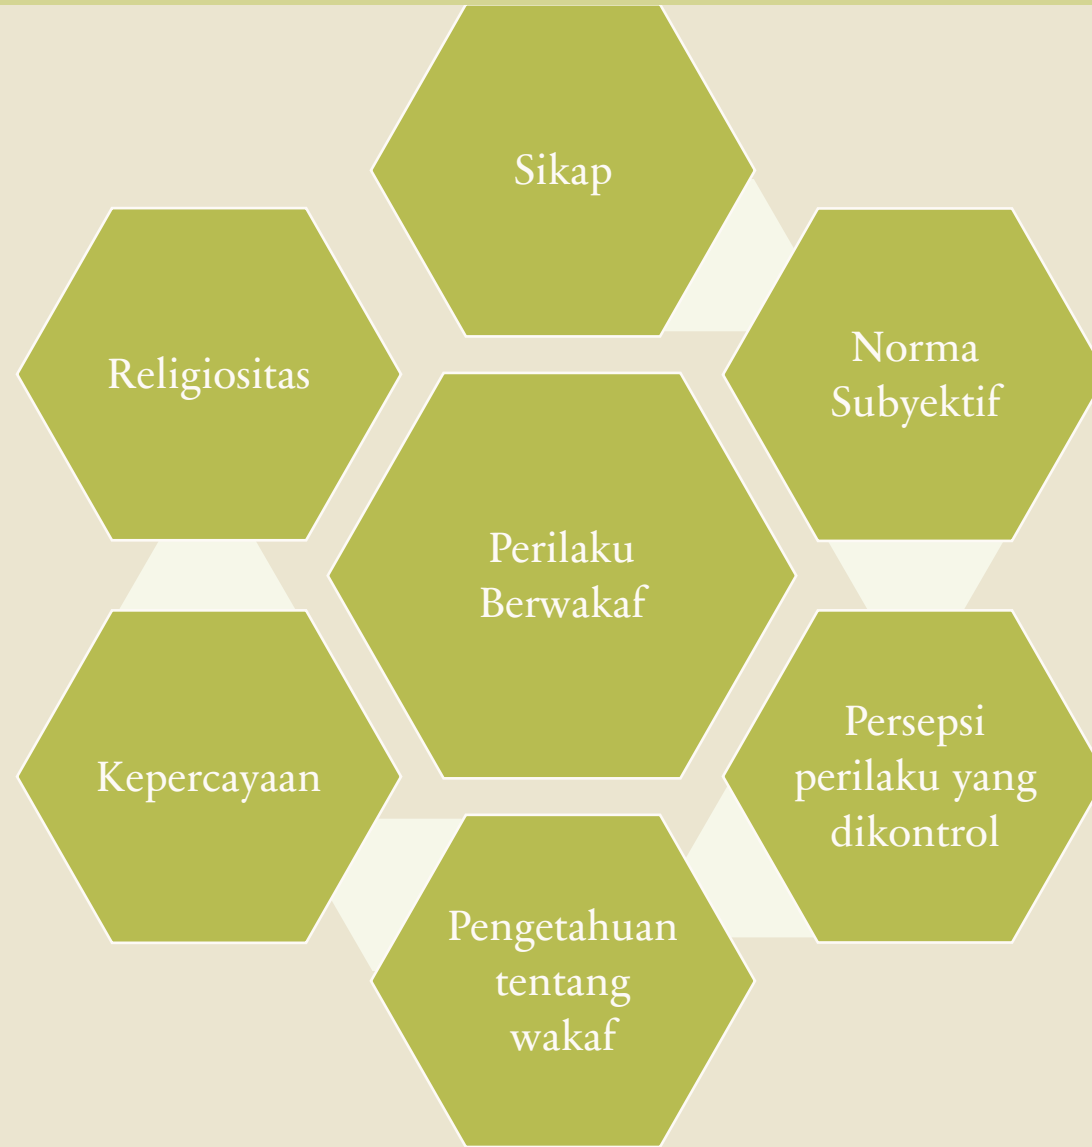 Sikap
Norma
Subyektif
Persepsi
perilaku yang
dikontrol
Pengetahuan
tentang
wakaf
Kepercayaan
Religiositas
Perilaku
Berwakaf